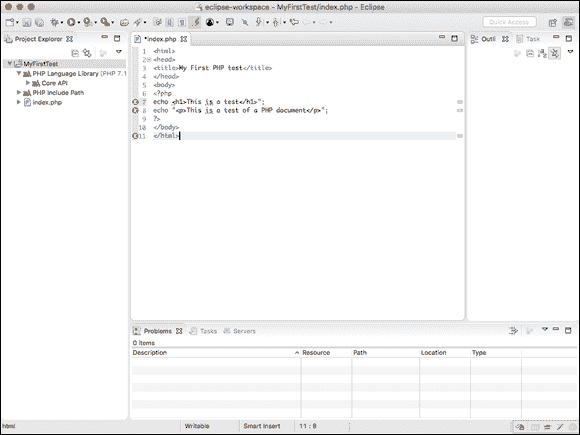 eclipse-workspace - MyFirstTest/index.php - Eclipse
Quick Access
Project Explorer
MyFirstTest
PHP Language Library (PHP 7.1
Core API
PHP Include Path
index.php
*index.php
1 <html>
2 <head>
3 <title>My First PHP test</title>
4 </head>
5 <body>
6 <?php
7 echo <h1>This is a test</h1>";
8 echo "<p>This is a test of a PHP document</p>";
9 ?>
10 </body>
11 </html>
Outli
Task
Problems
Tasks
Servers
0 items
Description Resource Path Location Type
html Writable Smart Insert 11 : 8